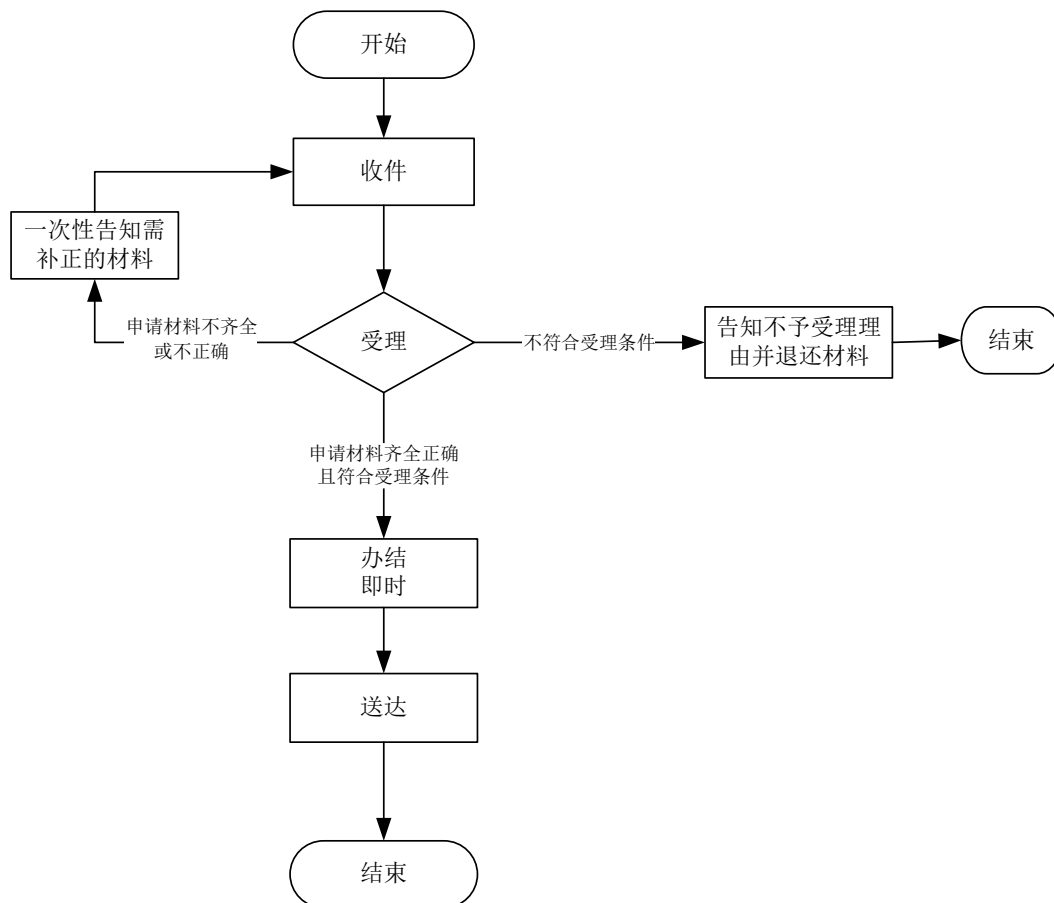 开始
收件
一次性告知需
补正的材料
申请材料不齐全
或不正确
受理
不符合受理条件
告知不予受理理
由并退还材料
结束
申请材料齐全正确
且符合受理条件
办结
即时
送达
结束